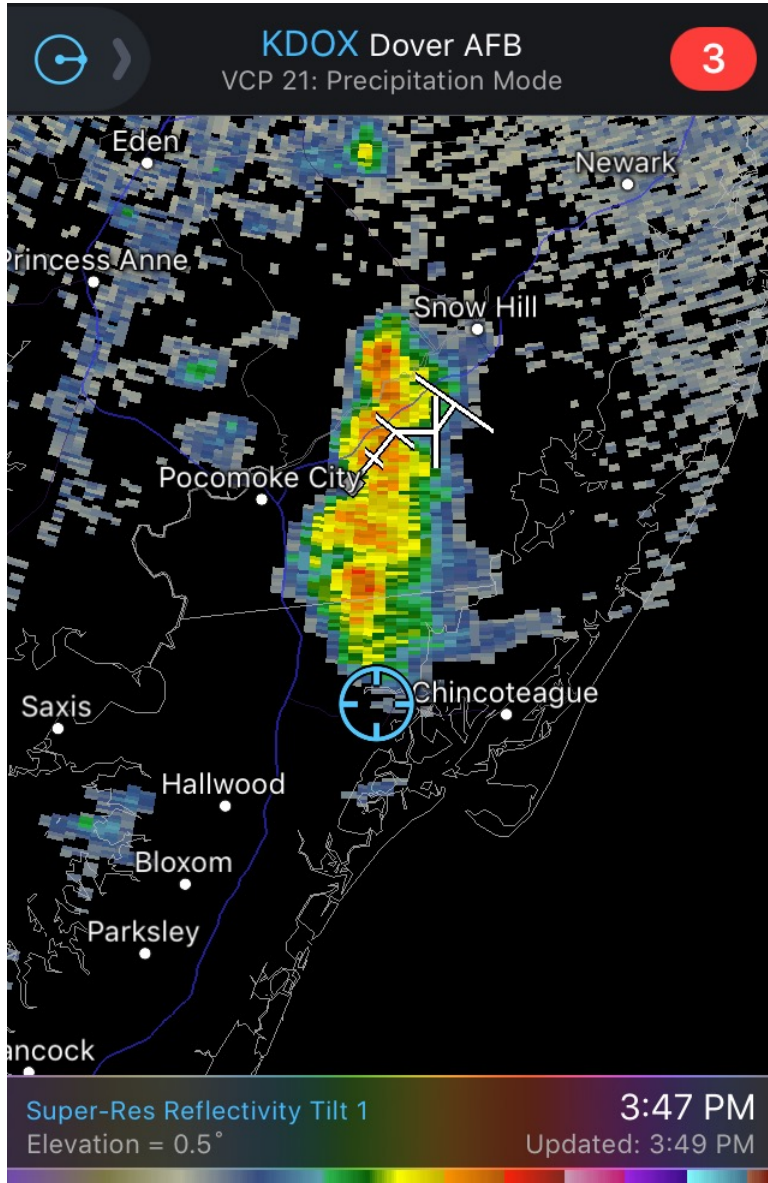 KDOX Dover AFB
VCP 21: Precipitation Mode
3
Eden
Newark
Princess Anne
Snow Hill
Pocomoke City
Chincoteague
Saxis
Hallwood
Bloxom
Parksley
ancock
Super-Res Reflectivity Tilt 1
3:47 PM
Elevation = 0.5°
Updated: 3:49 PM